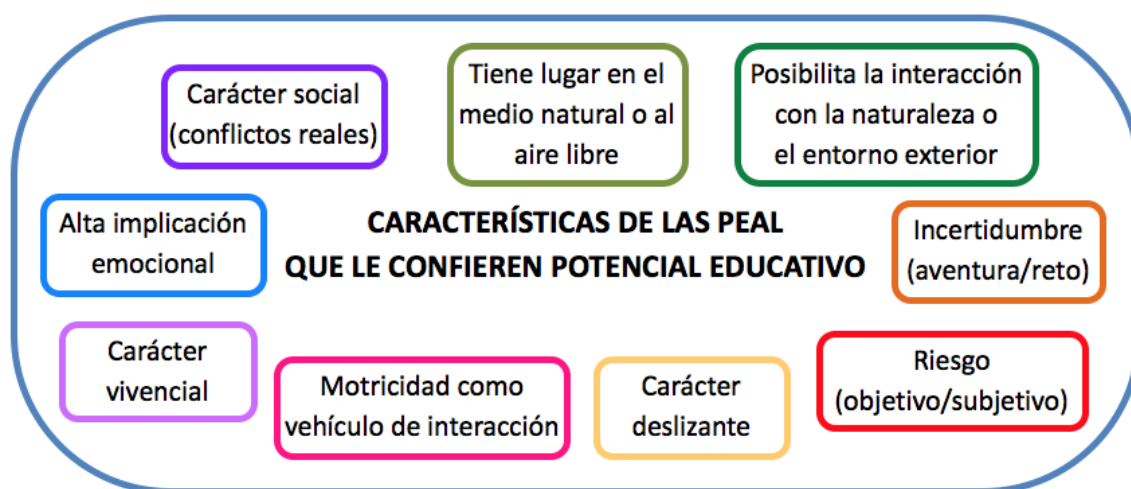 Carácter social
(conflictos reales)
Tiene lugar en el
medio natural o al
aire libre
Posibilita la interacción
con la naturaleza o
el entorno exterior
Alta implicación
emocional
CARACTERÍSTICAS DE LAS PEAL
QUE LE CONFIEREN POTENCIAL EDUCATIVO
Incertidumbre
(aventura/reto)
Carácter
vivencial
Motricidad como
vehículo de interacción
Carácter
deslizante
Riesgo
(objetivo/subjetivo)